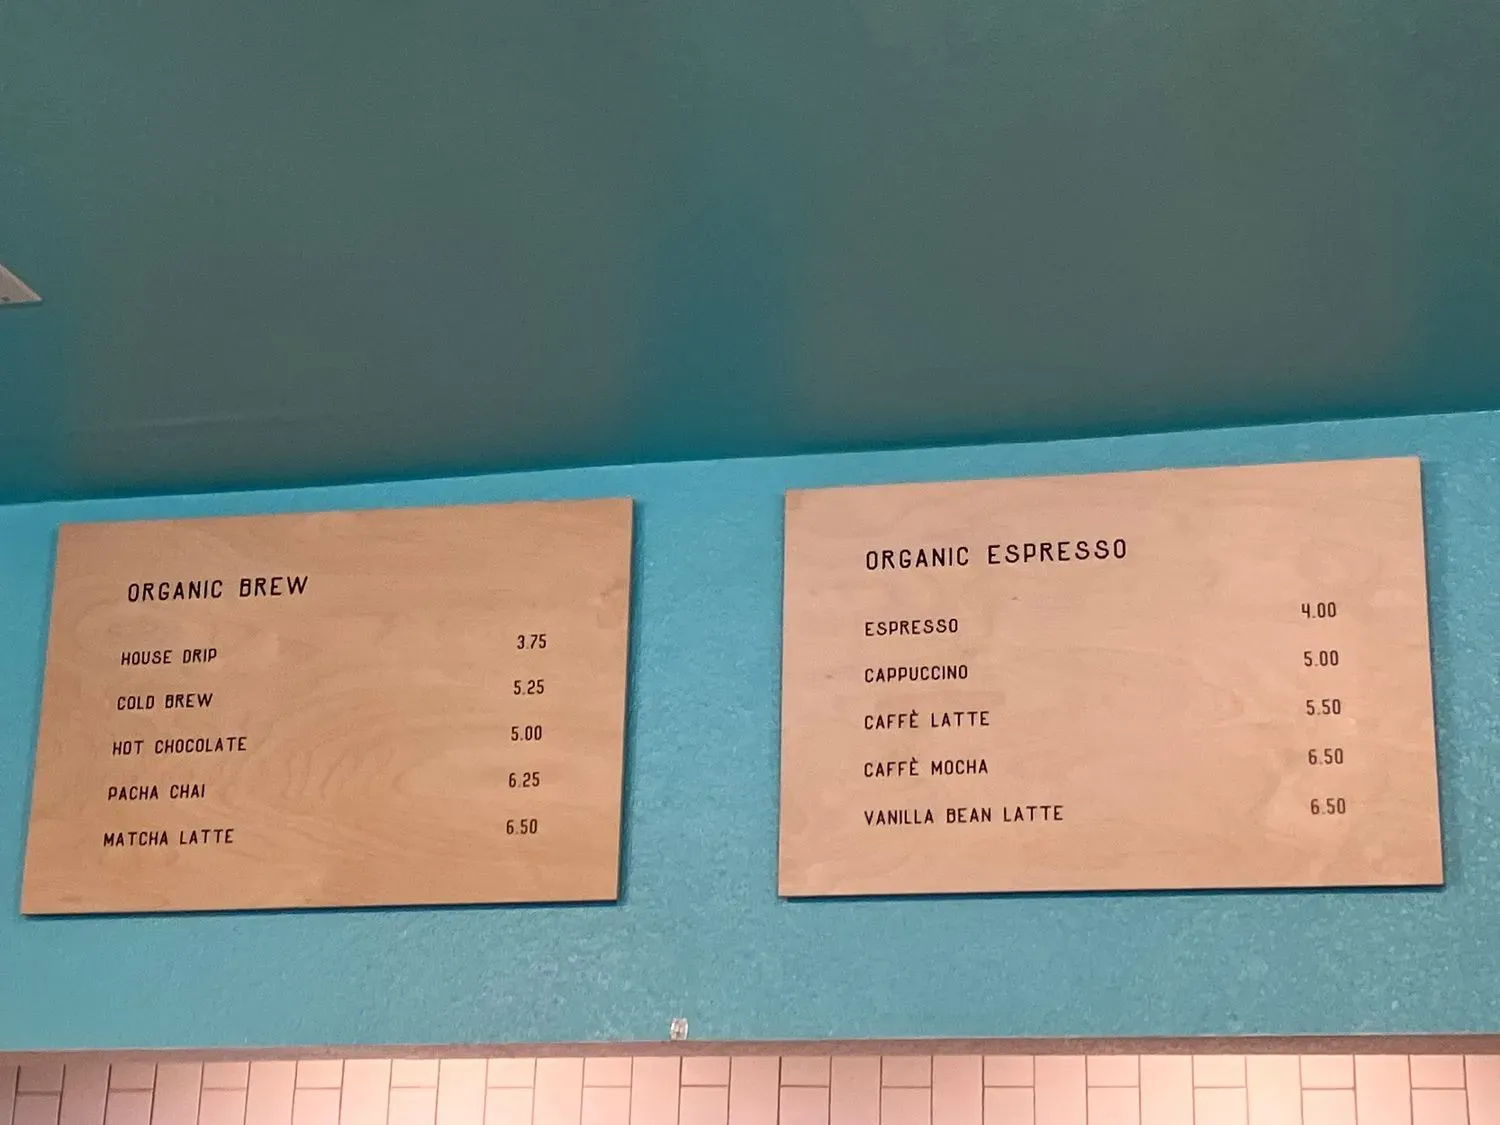 ORGANIC BREW
HOUSE DRIP 3.75
COLD BREW 5.25
HOT CHOCOLATE 5.00
PACHA CHAI 6.25
MATCHA LATTE 6.50
ORGANIC ESPRESSO
ESPRESSO 4.00
CAPPUCCINO 5.00
CAFFÈ LATTE 5.50
CAFFÈ MOCHA 6.50
VANILLA BEAN LATTE 6.50